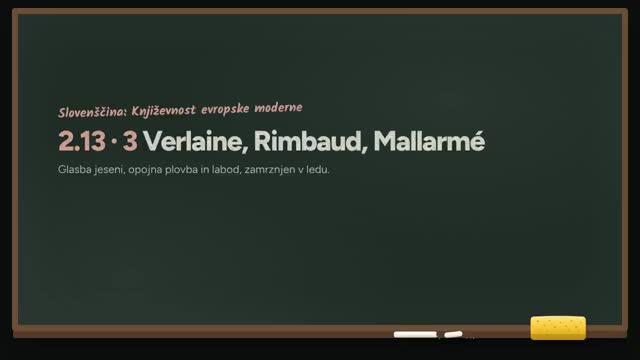 Slovenščina: Književnost evropske moderne
2.13 · 3 Verlaine, Rimbaud, Mallarmé
Glasba jeseni, opojna plovba in labod, zamrznjen v ledu.